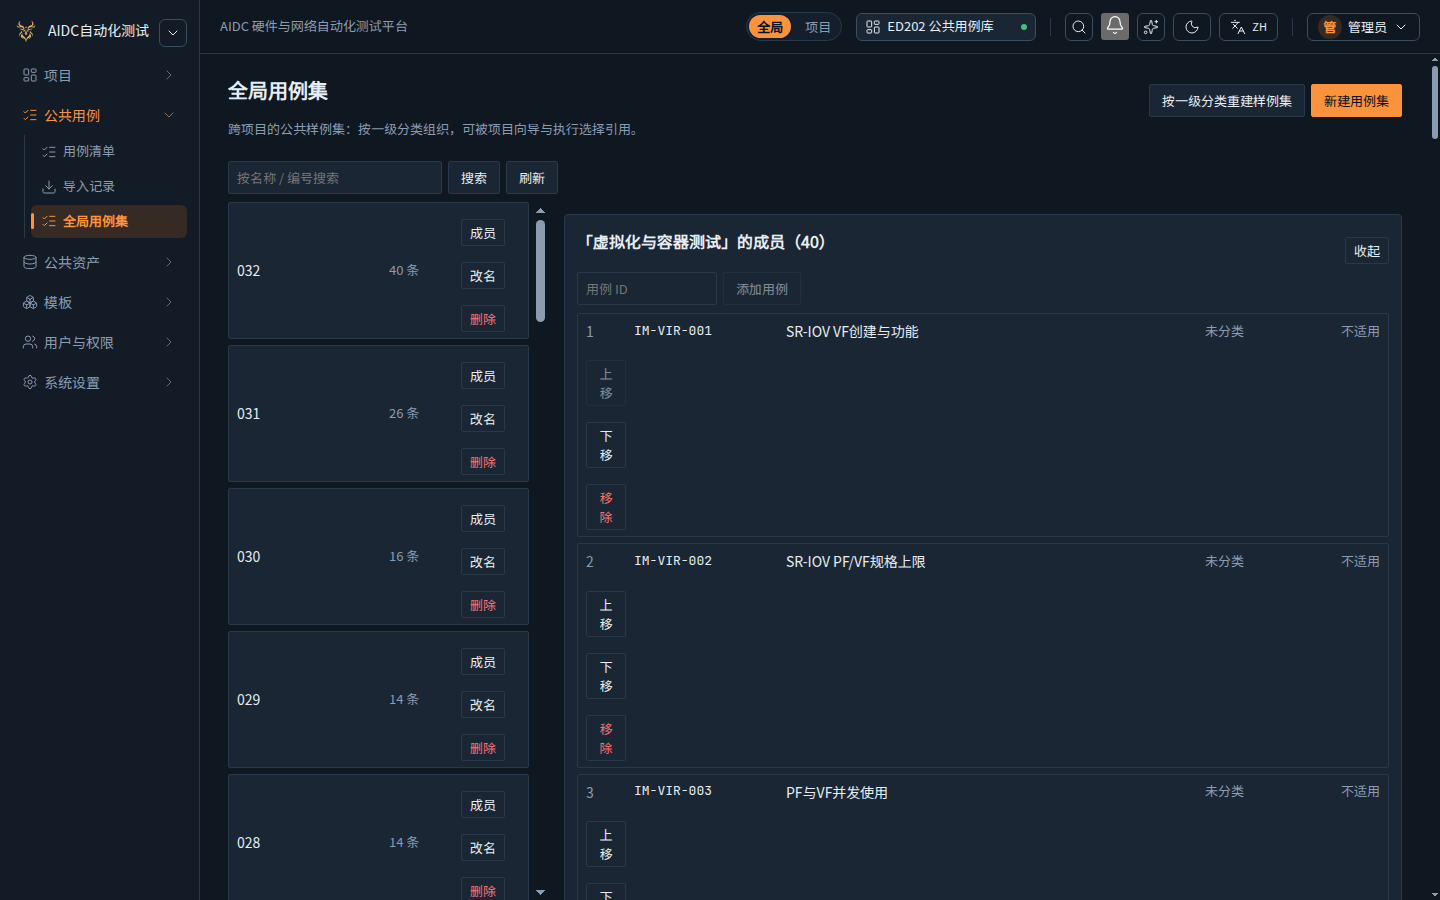 AIDC自动化测试
项目
公共用例
用例清单
导入记录
全局用例集
公共资产
模板
用户与权限
系统设置
AIDC 硬件与网络自动化测试平台
全局 项目
ED202 公共用例库
ZH
管 管理员
全局用例集
跨项目的公共样例集：按一级分类组织，可被项目向导与执行选择引用。
按一级分类重建样例集
新建用例集
按名称 / 编号搜索
搜索
刷新
032
40 条
成员
改名
删除
031
26 条
成员
改名
删除
030
16 条
成员
改名
删除
029
14 条
成员
改名
删除
028
14 条
成员
改名
删除
「虚拟化与容器测试」的成员（40）
收起
用例 ID
添加用例
1 IM-VIR-001 SR-IOV VF创建与功能 未分类 不适用
上
移
下
移
移
除
2 IM-VIR-002 SR-IOV PF/VF规格上限 未分类 不适用
上
移
下
移
移
除
3 IM-VIR-003 PF与VF并发使用 未分类 不适用
上
移
下